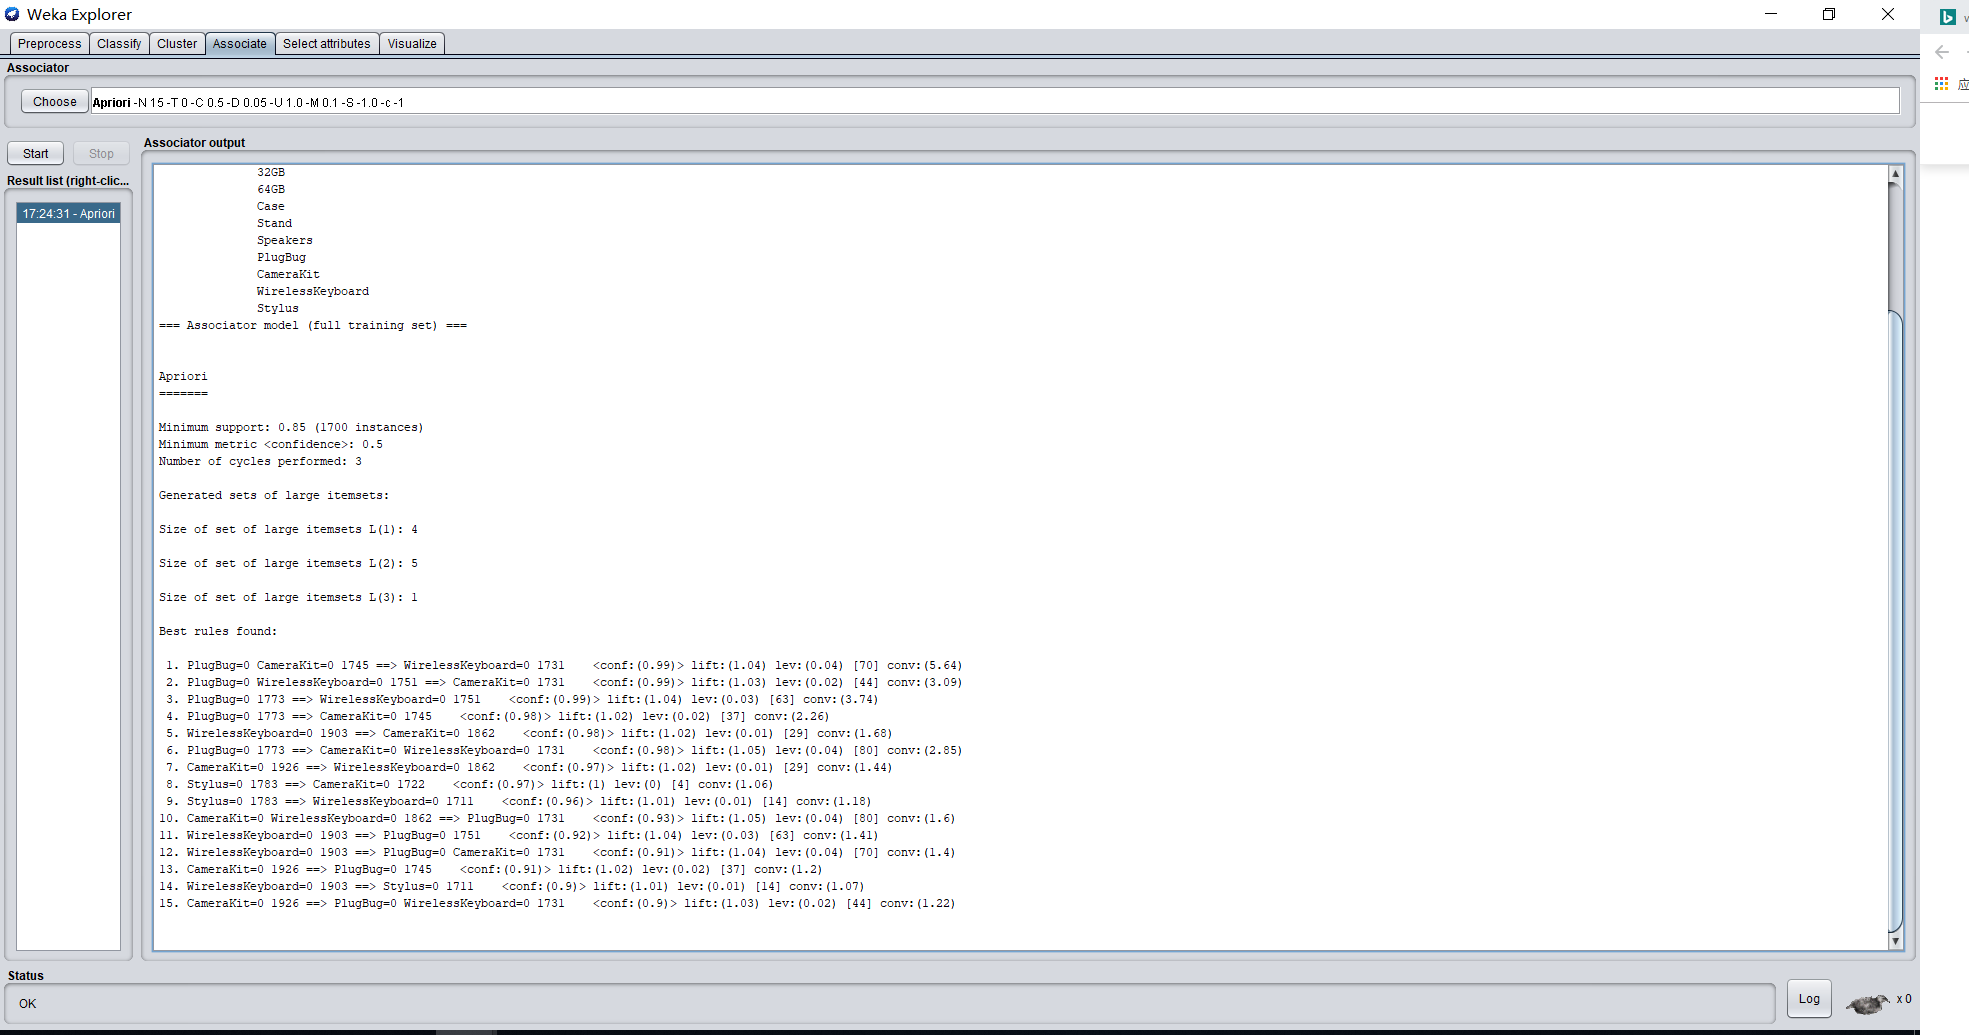 Weka Explorer
Preprocess Classify Cluster Associate Select attributes Visualize
Associator
Choose Apriori -N 15 -T 0 -C 0.5 -D 0.05 -U 1.0 -M 0.1 -S -1.0 -c -1
Start Stop
Associator output
Result list (right-clic...
17:24:31 - Apriori
32GB
64GB
Case
Stand
Speakers
PlugBug
CameraKit
WirelessKeyboard
Stylus
=== Associator model (full training set) ===
Apriori
=======
Minimum support: 0.85 (1700 instances)
Minimum metric <confidence>: 0.5
Number of cycles performed: 3
Generated sets of large itemsets:
Size of set of large itemsets L(1): 4
Size of set of large itemsets L(2): 5
Size of set of large itemsets L(3): 1
Best rules found:
1. PlugBug=0 CameraKit=0 1745 ==> WirelessKeyboard=0 1731 <conf:(0.99)> lift:(1.04) lev:(0.04) [70] conv:(5.64)
2. PlugBug=0 WirelessKeyboard=0 1751 ==> CameraKit=0 1731 <conf:(0.99)> lift:(1.03) lev:(0.02) [44] conv:(3.09)
3. PlugBug=0 1773 ==> WirelessKeyboard=0 1751 <conf:(0.99)> lift:(1.04) lev:(0.03) [63] conv:(3.74)
4. PlugBug=0 1773 ==> CameraKit=0 1745 <conf:(0.98)> lift:(1.02) lev:(0.02) [37] conv:(2.26)
5. WirelessKeyboard=0 1903 ==> CameraKit=0 1862 <conf:(0.98)> lift:(1.02) lev:(0.01) [29] conv:(1.68)
6. PlugBug=0 1773 ==> CameraKit=0 WirelessKeyboard=0 1731 <conf:(0.98)> lift:(1.05) lev:(0.04) [80] conv:(2.85)
7. CameraKit=0 1926 ==> WirelessKeyboard=0 1862 <conf:(0.97)> lift:(1.02) lev:(0.01) [29] conv:(1.44)
8. Stylus=0 1783 ==> CameraKit=0 1722 <conf:(0.97)> lift:(1) lev:(0) [4] conv:(1.06)
9. Stylus=0 1783 ==> WirelessKeyboard=0 1711 <conf:(0.96)> lift:(1.01) lev:(0.01) [14] conv:(1.18)
10. CameraKit=0 WirelessKeyboard=0 1862 ==> PlugBug=0 1731 <conf:(0.93)> lift:(1.05) lev:(0.04) [80] conv:(1.6)
11. WirelessKeyboard=0 1903 ==> PlugBug=0 1751 <conf:(0.92)> lift:(1.04) lev:(0.03) [63] conv:(1.41)
12. WirelessKeyboard=0 1903 ==> PlugBug=0 CameraKit=0 1731 <conf:(0.91)> lift:(1.04) lev:(0.04) [70] conv:(1.4)
13. CameraKit=0 1926 ==> PlugBug=0 1745 <conf:(0.91)> lift:(1.02) lev:(0.02) [37] conv:(1.2)
14. WirelessKeyboard=0 1903 ==> Stylus=0 1711 <conf:(0.9)> lift:(1.01) lev:(0.01) [14] conv:(1.07)
15. CameraKit=0 1926 ==> PlugBug=0 WirelessKeyboard=0 1731 <conf:(0.9)> lift:(1.03) lev:(0.02) [44] conv:(1.22)
Status
OK
Log x 0
应